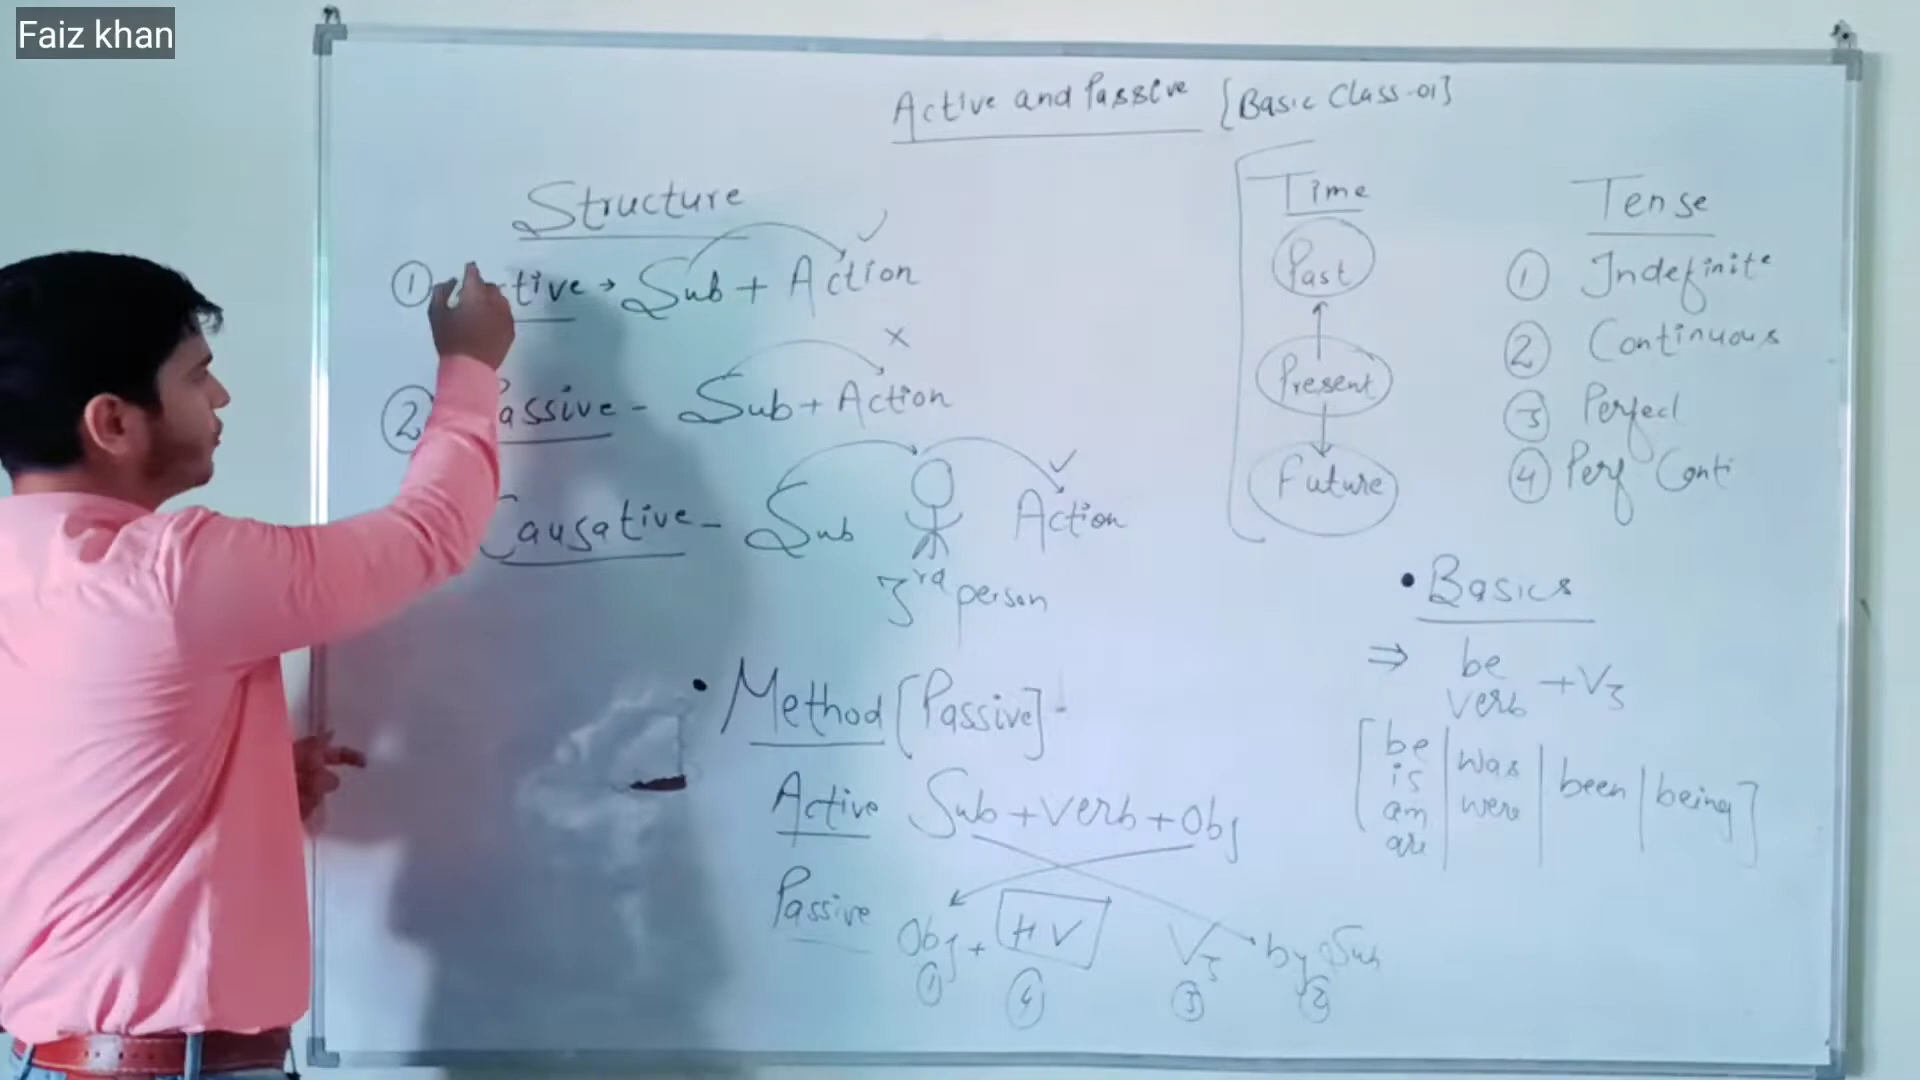 Faiz khan
Active and Passive [Basic Class-01]
Structure
① Active → Sub + Action ✓
② Passive - Sub + Action ×
Causative - Sub Action ✓
3rd person
Time
Past
Present
Future
Tense
① Indefinite
② Continuous
③ Perfect
④ Perf Conti
• Basics
⇒ be verb + V3
be is am are | was were | been | being
• Method [Passive] -
Active Sub + Verb + Obj
Passive Obj + HV V3 by Sub
① ④ ③ ②